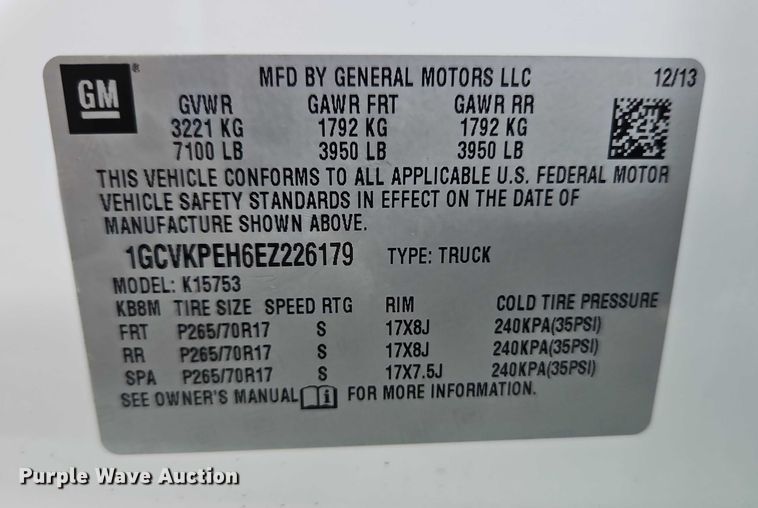 GM ® MFD BY GENERAL MOTORS LLC 12/13
GVWR GAWR FRT GAWR RR
3221 KG 1792 KG 1792 KG
7100 LB 3950 LB 3950 LB
THIS VEHICLE CONFORMS TO ALL APPLICABLE U.S. FEDERAL MOTOR
VEHICLE SAFETY STANDARDS IN EFFECT ON THE DATE OF
MANUFACTURE SHOWN ABOVE.
1GCVKPEH6EZ226179 TYPE: TRUCK
MODEL: K15753
KB8M TIRE SIZE SPEED RTG RIM COLD TIRE PRESSURE
FRT P265/70R17 S 17X8J 240KPA(35PSI)
RR P265/70R17 S 17X8J 240KPA(35PSI)
SPA P265/70R17 S 17X7.5J 240KPA(35PSI)
SEE OWNER'S MANUAL i FOR MORE INFORMATION.
Purple Wave Auction